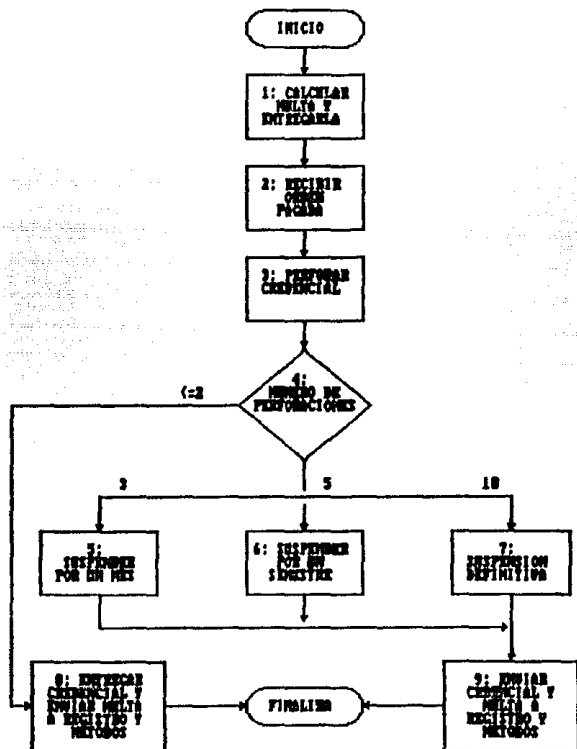 INICIO
1: CALCULAR
MULTA Y
ENTREGARLA
2: RECIBIR
ORDEN
PAGADA
3: PERFORAR
CREDENCIAL
4:
NUMERO DE
PERFORACIONES
<=2
3
5
10
5:
SUSPENDER
POR UN MES
6: SUSPENDER
POR UN
SEMESTRE
7:
SUSPENSION
DEFINITIVA
8: ENTREGAR
CREDENCIAL Y
ENVIAR MULTA
A REGISTRO Y
METODOS
FINALIZA
9: ENVIAR
CREDENCIAL Y
MULTA A
REGISTRO Y
METODOS